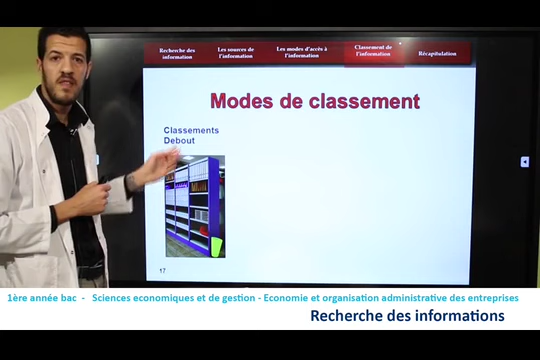 Recherche des information
Les sources de l'information
Les modes d'accés à l'information
Classement de l'information
Récapitulation
Modes de classement
Classements
Debout
17
1ère année bac - Sciences economiques et de gestion - Economie et organisation administrative des entreprises
Recherche des informations